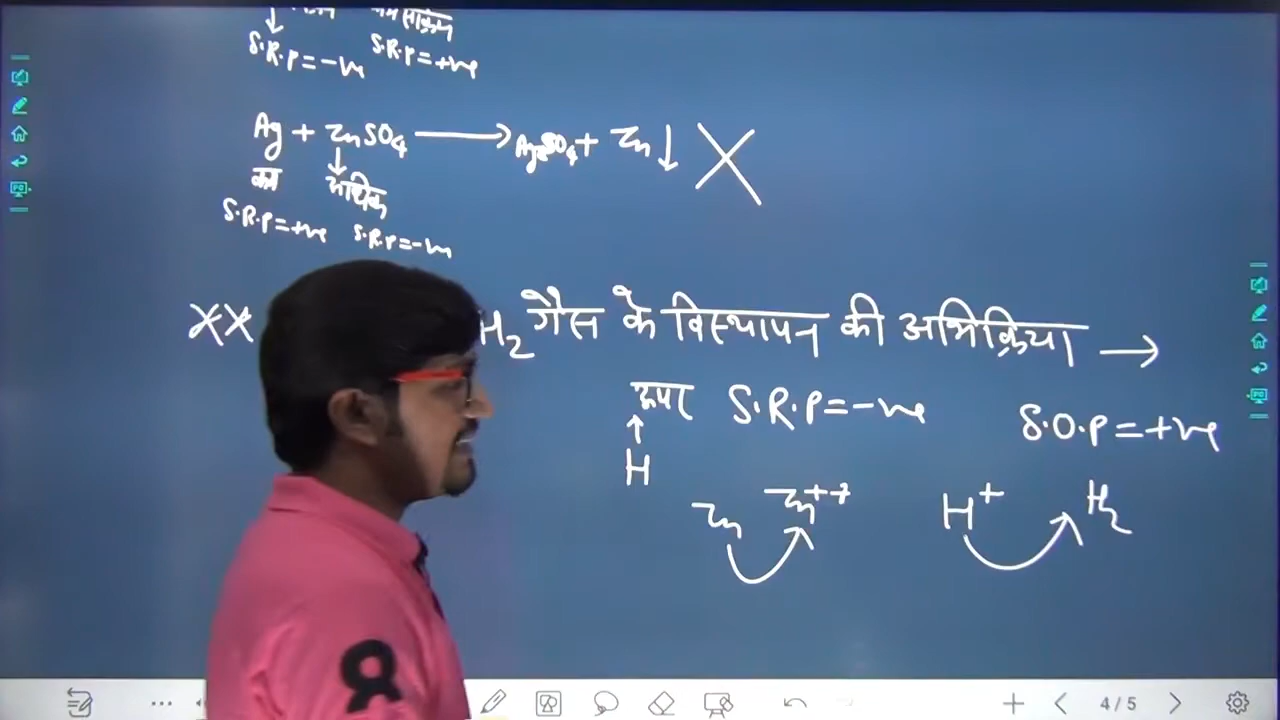 S.R.P=-ve S.R.P=+ve
Ag + ZnSO4 → Ag2SO4 + Zn↓ X
कम अधिक
S.R.P=+ve S.R.P=-ve
XX H2 गैस के विस्थापन की अभिक्रिया →
ऊपर S.R.P=-ve S.O.P=+ve
↑
H
Zn Zn++ H+ H2
4/5